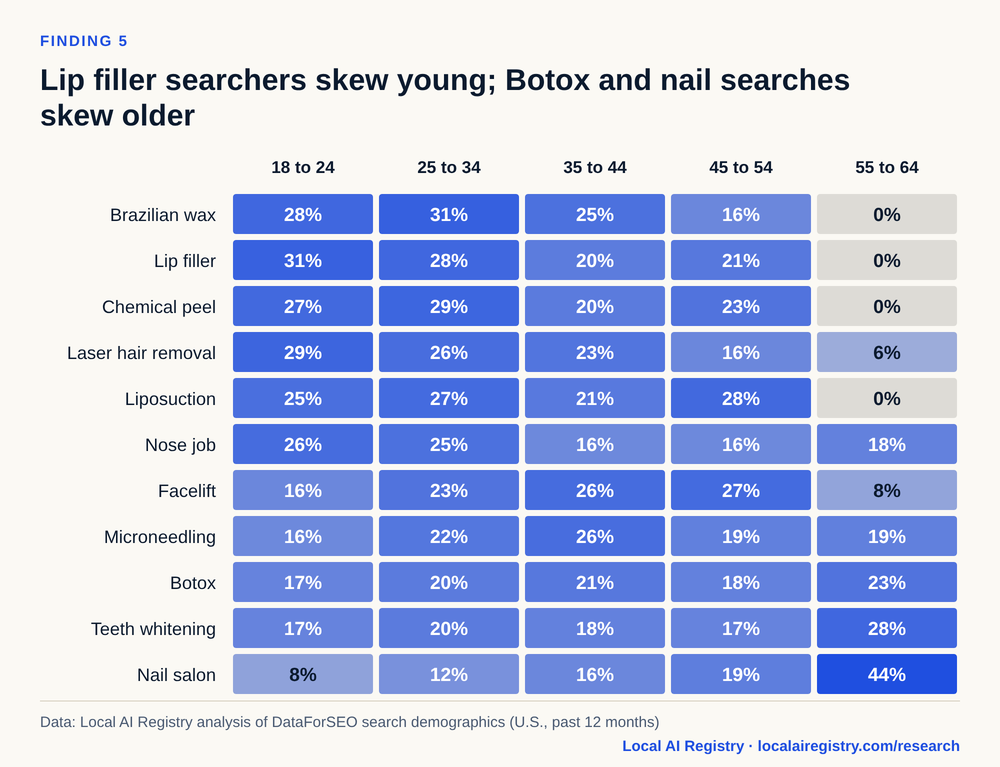 FINDING 5
Lip filler searchers skew young; Botox and nail searches
skew older
18 to 24 25 to 34 35 to 44 45 to 54 55 to 64
Brazilian wax 28% 31% 25% 16% 0%
Lip filler 31% 28% 20% 21% 0%
Chemical peel 27% 29% 20% 23% 0%
Laser hair removal 29% 26% 23% 16% 6%
Liposuction 25% 27% 21% 28% 0%
Nose job 26% 25% 16% 16% 18%
Facelift 16% 23% 26% 27% 8%
Microneedling 16% 22% 26% 19% 19%
Botox 17% 20% 21% 18% 23%
Teeth whitening 17% 20% 18% 17% 28%
Nail salon 8% 12% 16% 19% 44%
Data: Local AI Registry analysis of DataForSEO search demographics (U.S., past 12 months)
Local AI Registry · localairegistry.com/research